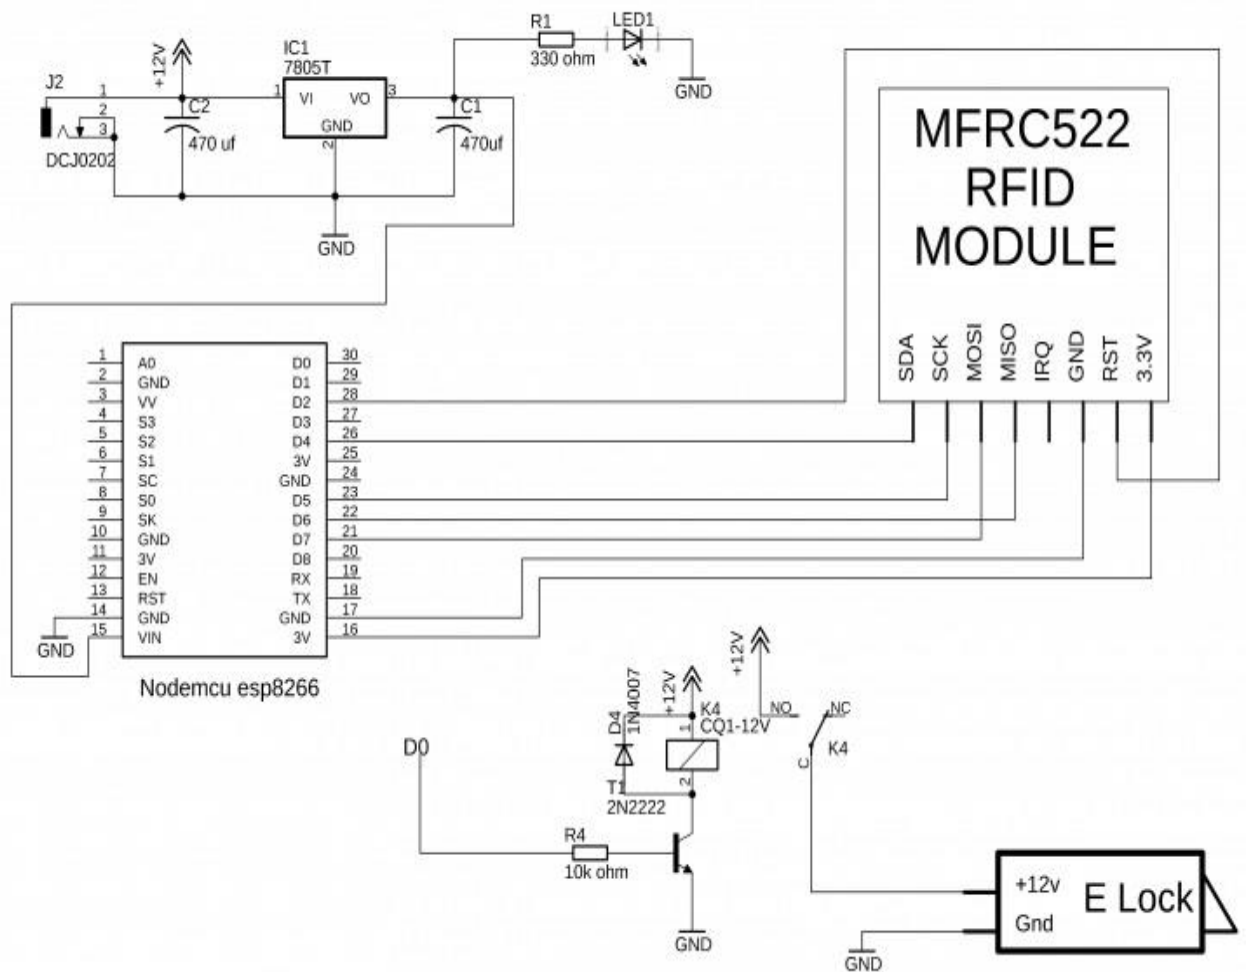 R1
330 ohm
LED1
GND
J2
1
2
3
DCJ0202
+12V
C2
470 uf
IC1
7805T
1
VI
VO
3
GND
2
C1
470uf
GND
MFRC522
RFID
MODULE
SDA
SCK
MOSI
MISO
IRQ
GND
RST
3.3V
1 A0 D0 30
2 GND D1 29
3 VV D2 28
4 S3 D3 27
5 S2 D4 26
6 S1 3V 25
7 SC GND 24
8 S0 D5 23
9 SK D6 22
10 GND D7 21
11 3V D8 20
12 EN RX 19
13 RST TX 18
14 GND GND 17
15 VIN 3V 16
GND
Nodemcu esp8266
D0
R4
10k ohm
D4
1N4007
+12V
K4
CQ1-12V
1
2
T1
2N2222
GND
+12V
NO
NC
K4
C
+12v
Gnd
E Lock
GND